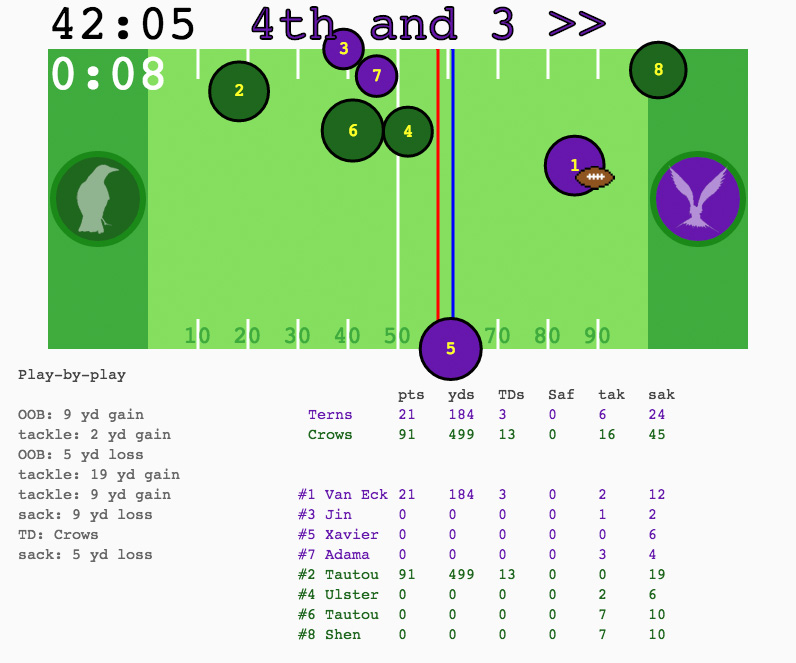 42:05 4th and 3 >>
0:08
3
7
8
2
6 4
1
10 20 30 40 50 70 80 90
5
Play-by-play
OOB: 9 yd gain
tackle: 2 yd gain
OOB: 5 yd loss
tackle: 19 yd gain
tackle: 9 yd gain
sack: 9 yd loss
TD: Crows
sack: 5 yd loss
pts yds TDs Saf tak sak
Terns 21 184 3 0 6 24
Crows 91 499 13 0 16 45
#1 Van Eck 21 184 3 0 2 12
#3 Jin 0 0 0 0 1 2
#5 Xavier 0 0 0 0 0 6
#7 Adama 0 0 0 0 3 4
#2 Tautou 91 499 13 0 0 19
#4 Ulster 0 0 0 0 2 6
#6 Tautou 0 0 0 0 7 10
#8 Shen 0 0 0 0 7 10